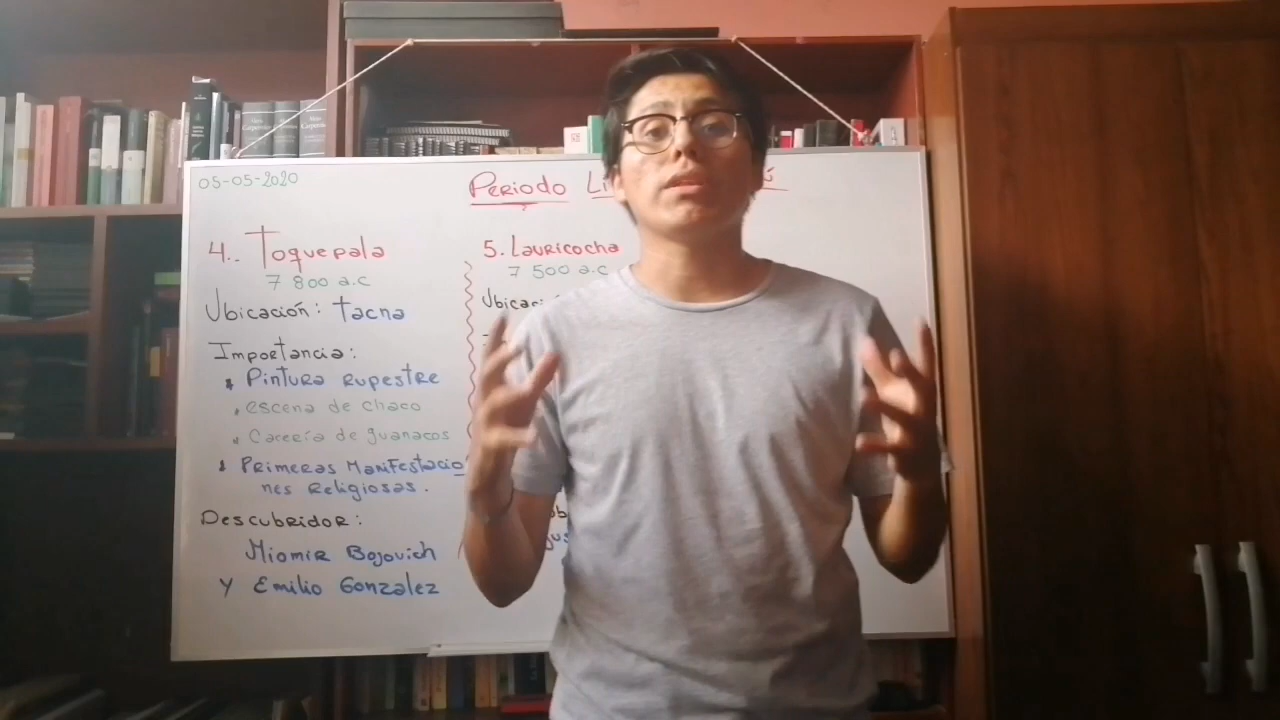 05-05-2020
Periodo
4.. Toquepala
7 800 a.c
Ubicación: Tacna
Importancia:
Pintura rupestre
escena de chaco
Cacería de guanacos
Primeras Manifestacio
nes Religiosas.
Descubridor:
Miomir Bojovich
y Emilio Gonzalez
5. Lauricocha
7 500 a.c